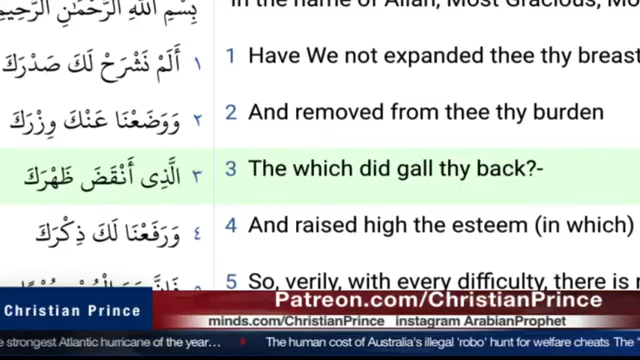 بِسْمِ اللَّهِ الرَّحْمَٰنِ الرَّحِيمِ
In the name of Allah, Most Gracious,
١ أَلَمْ نَشْرَحْ لَكَ صَدْرَكَ
1 Have We not expanded thee thy breast
٢ وَوَضَعْنَا عَنْكَ وِزْرَكَ
2 And removed from thee thy burden
٣ الَّذِى أَنْقَضَ ظَهْرَكَ
3 The which did gall thy back?-
٤ وَرَفَعْنَا لَكَ ذِكْرَكَ
4 And raised high the esteem (in which)
5 So, verily, with every difficulty, there is
Christian Prince
Patreon.com/ChristianPrince
minds.com/ChristianPrince instagram ArabianProphet
e strongest Atlantic hurricane of the year... The human cost of Australia's illegal 'robo' hunt for welfare cheats The